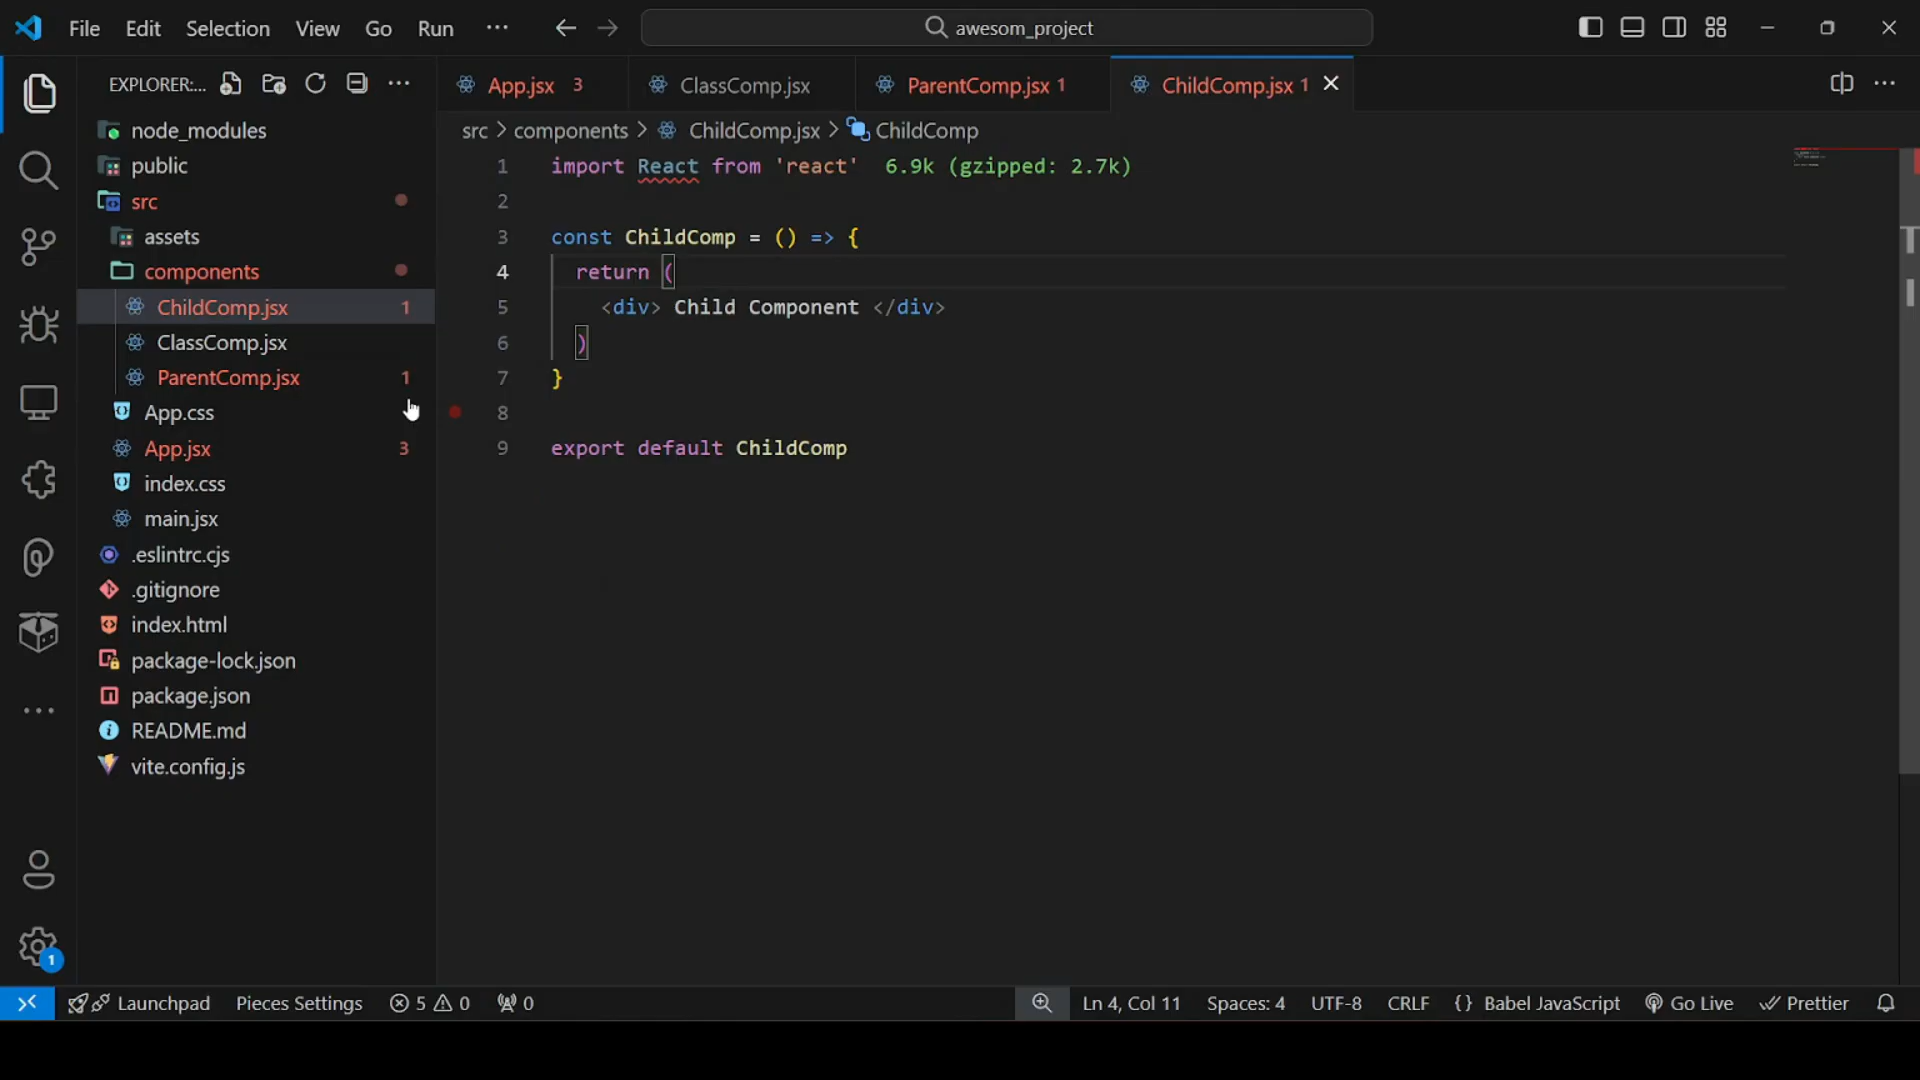 File Edit Selection View Go Run ··· awesom_project
EXPLORER:...
App.jsx 3 ClassComp.jsx ParentComp.jsx 1 ChildComp.jsx 1
src > components > ChildComp.jsx > ChildComp
node_modules
public
src
assets
components
ChildComp.jsx 1
ClassComp.jsx
ParentComp.jsx 1
App.css
App.jsx 3
index.css
main.jsx
.eslintrc.cjs
.gitignore
index.html
package-lock.json
package.json
README.md
vite.config.js
1 import React from 'react' 6.9k (gzipped: 2.7k)
2
3 const ChildComp = () => {
4 return (
5 <div> Child Component </div>
6 )
7 }
8
9 export default ChildComp
1
Launchpad Pieces Settings 5 0 0 Ln 4, Col 11 Spaces: 4 UTF-8 CRLF {} Babel JavaScript Go Live Prettier